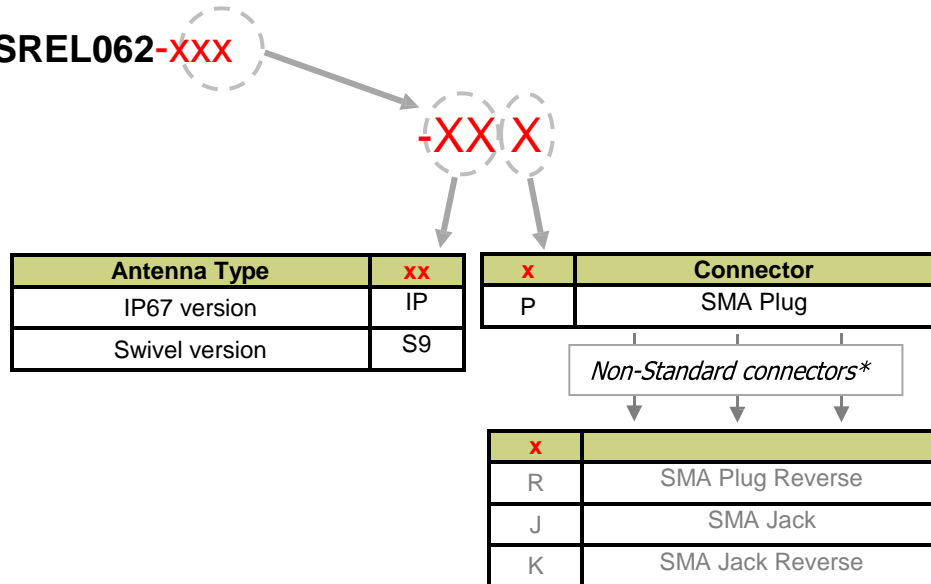 SREL062-xxx
-XX X
Antenna Type xx
IP67 version IP
Swivel version S9
x Connector
P SMA Plug
Non-Standard connectors*
x
R SMA Plug Reverse
J SMA Jack
K SMA Jack Reverse